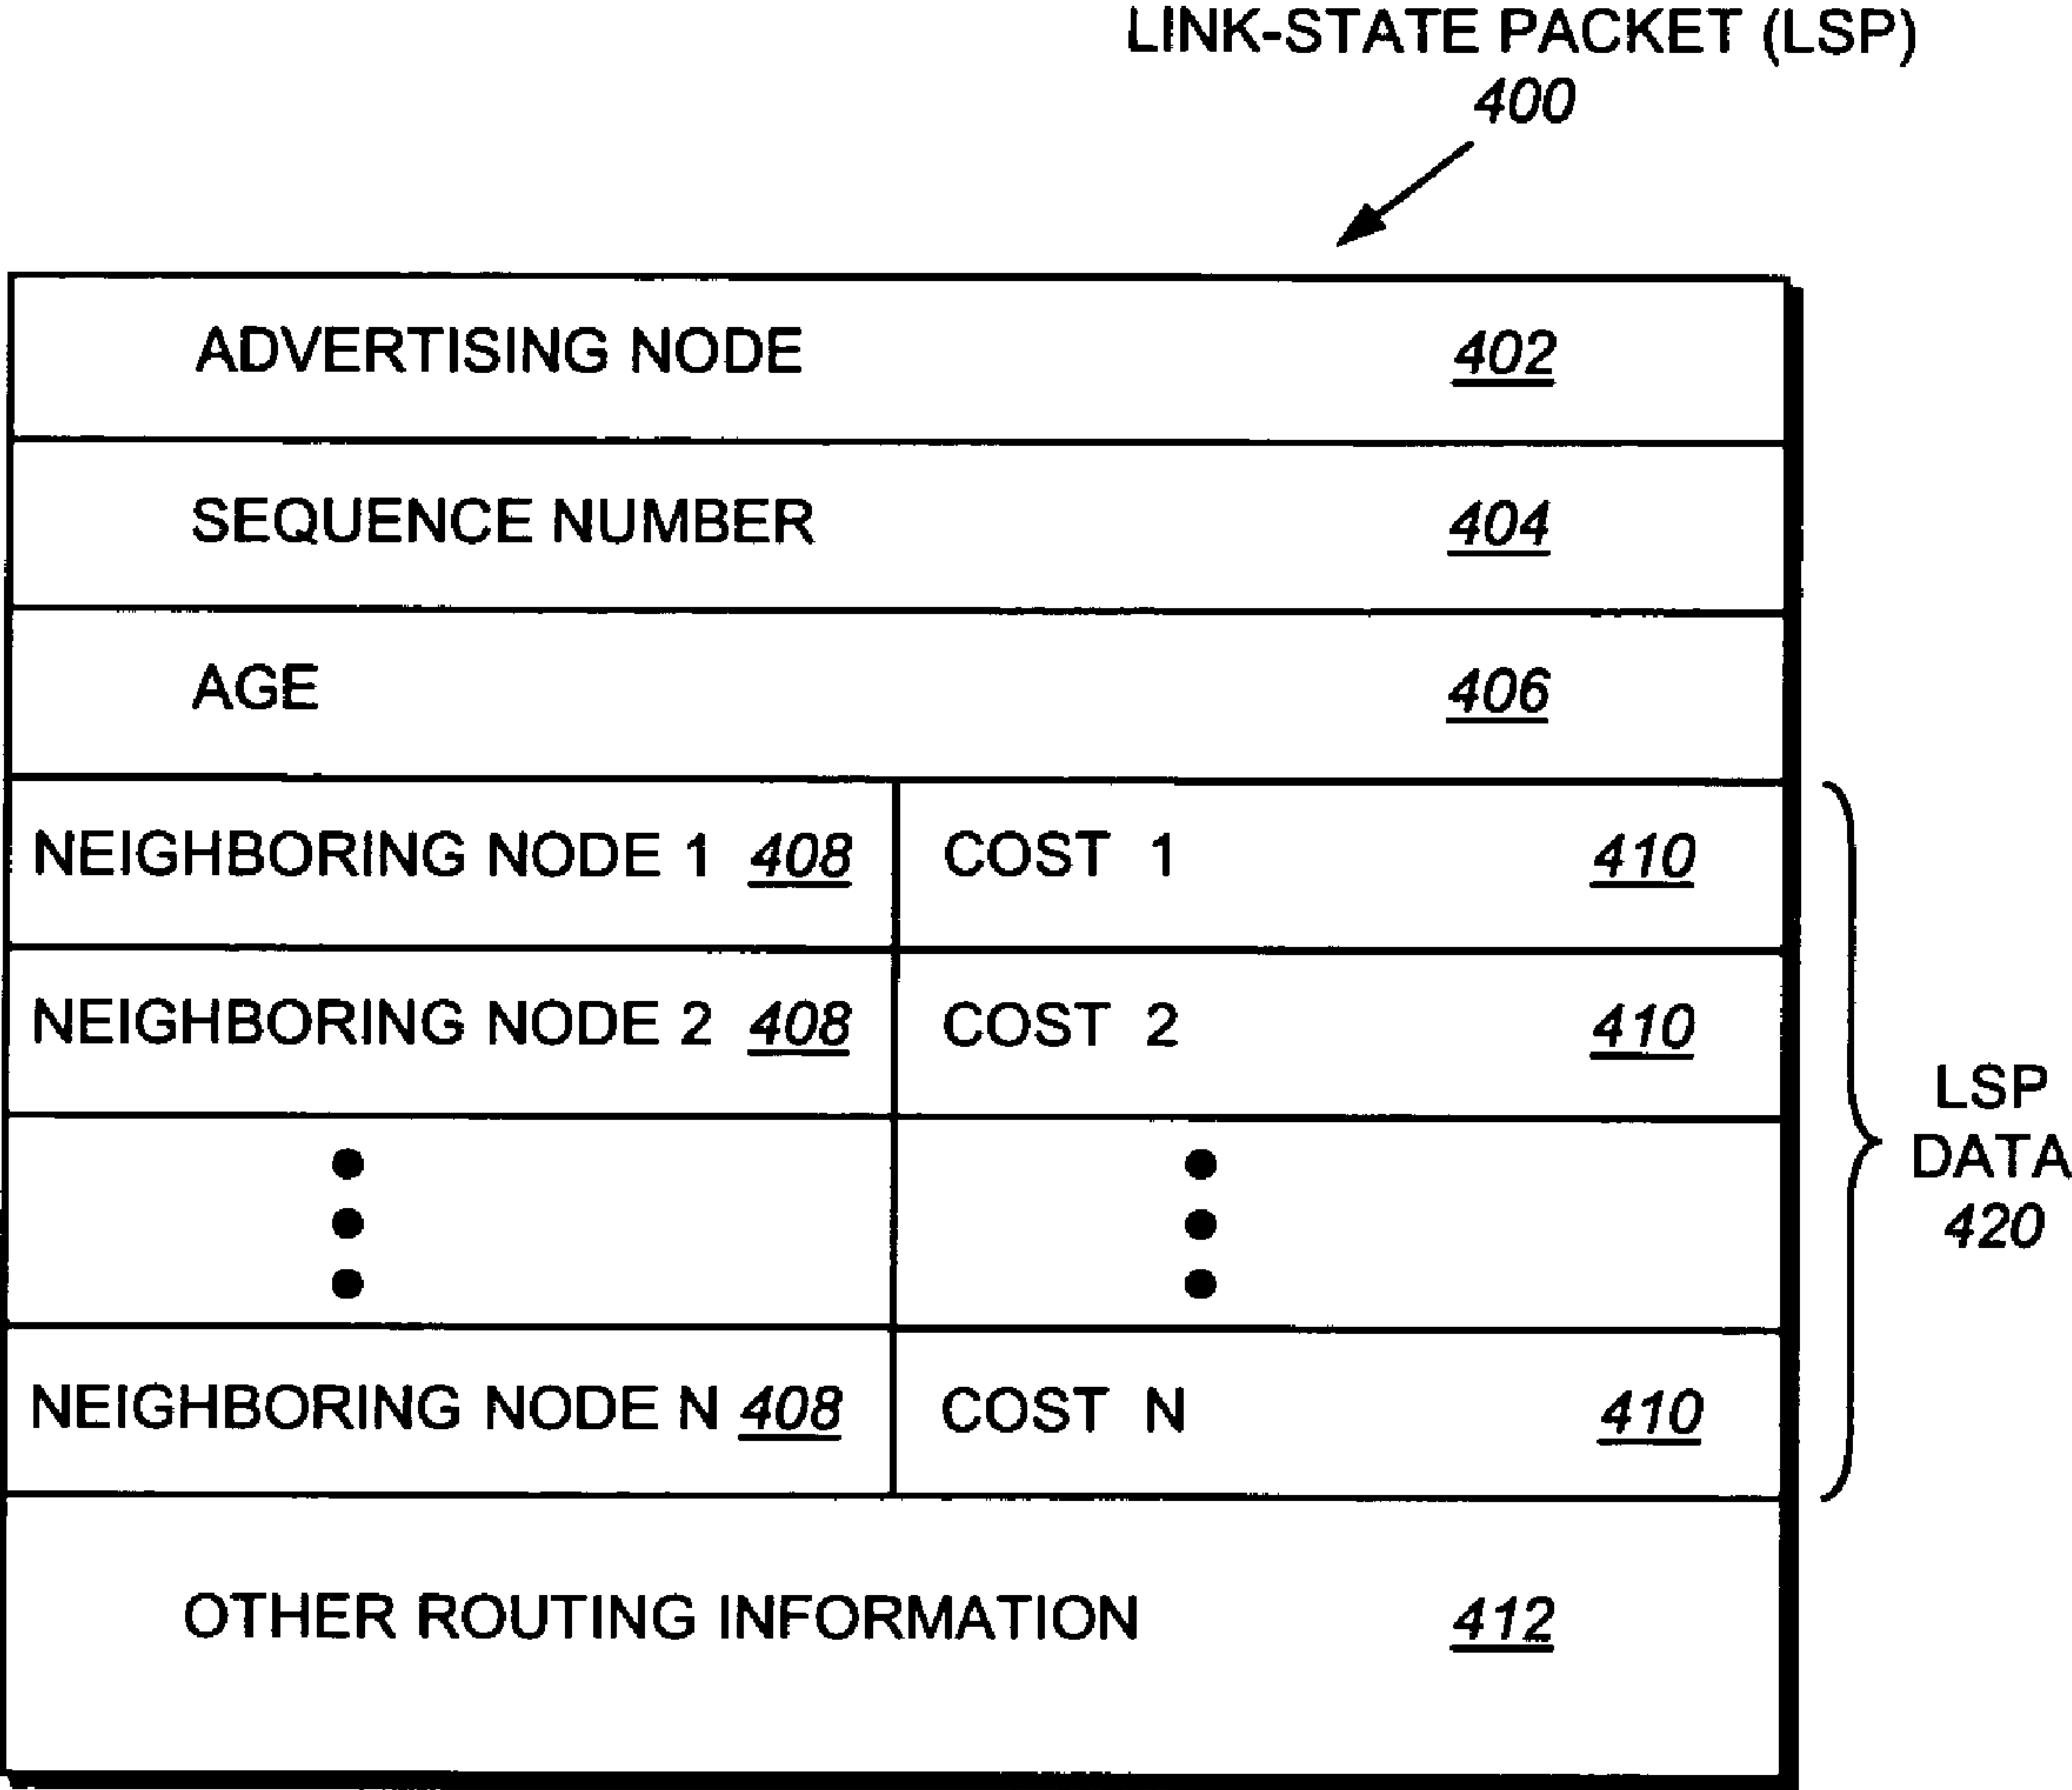 LINK-STATE PACKET (LSP)
400
ADVERTISING NODE 402
SEQUENCE NUMBER 404
AGE 406
NEIGHBORING NODE 1 408 COST 1 410
NEIGHBORING NODE 2 408 COST 2 410
NEIGHBORING NODE N 408 COST N 410
LSP
DATA
420
OTHER ROUTING INFORMATION 412